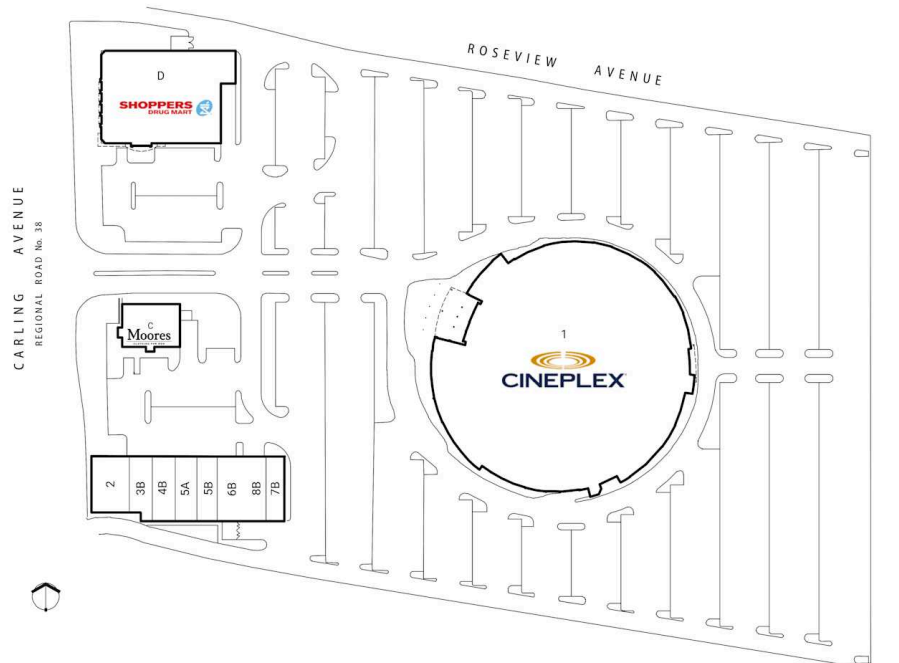 ROSEVIEW AVENUE
D
SHOPPERS
DRUG MART
CARLING AVENUE
REGIONAL ROAD No. 38
C
Moores
1
CINEPLEX
2
3B
4B
5A
5B
6B
8B
7B